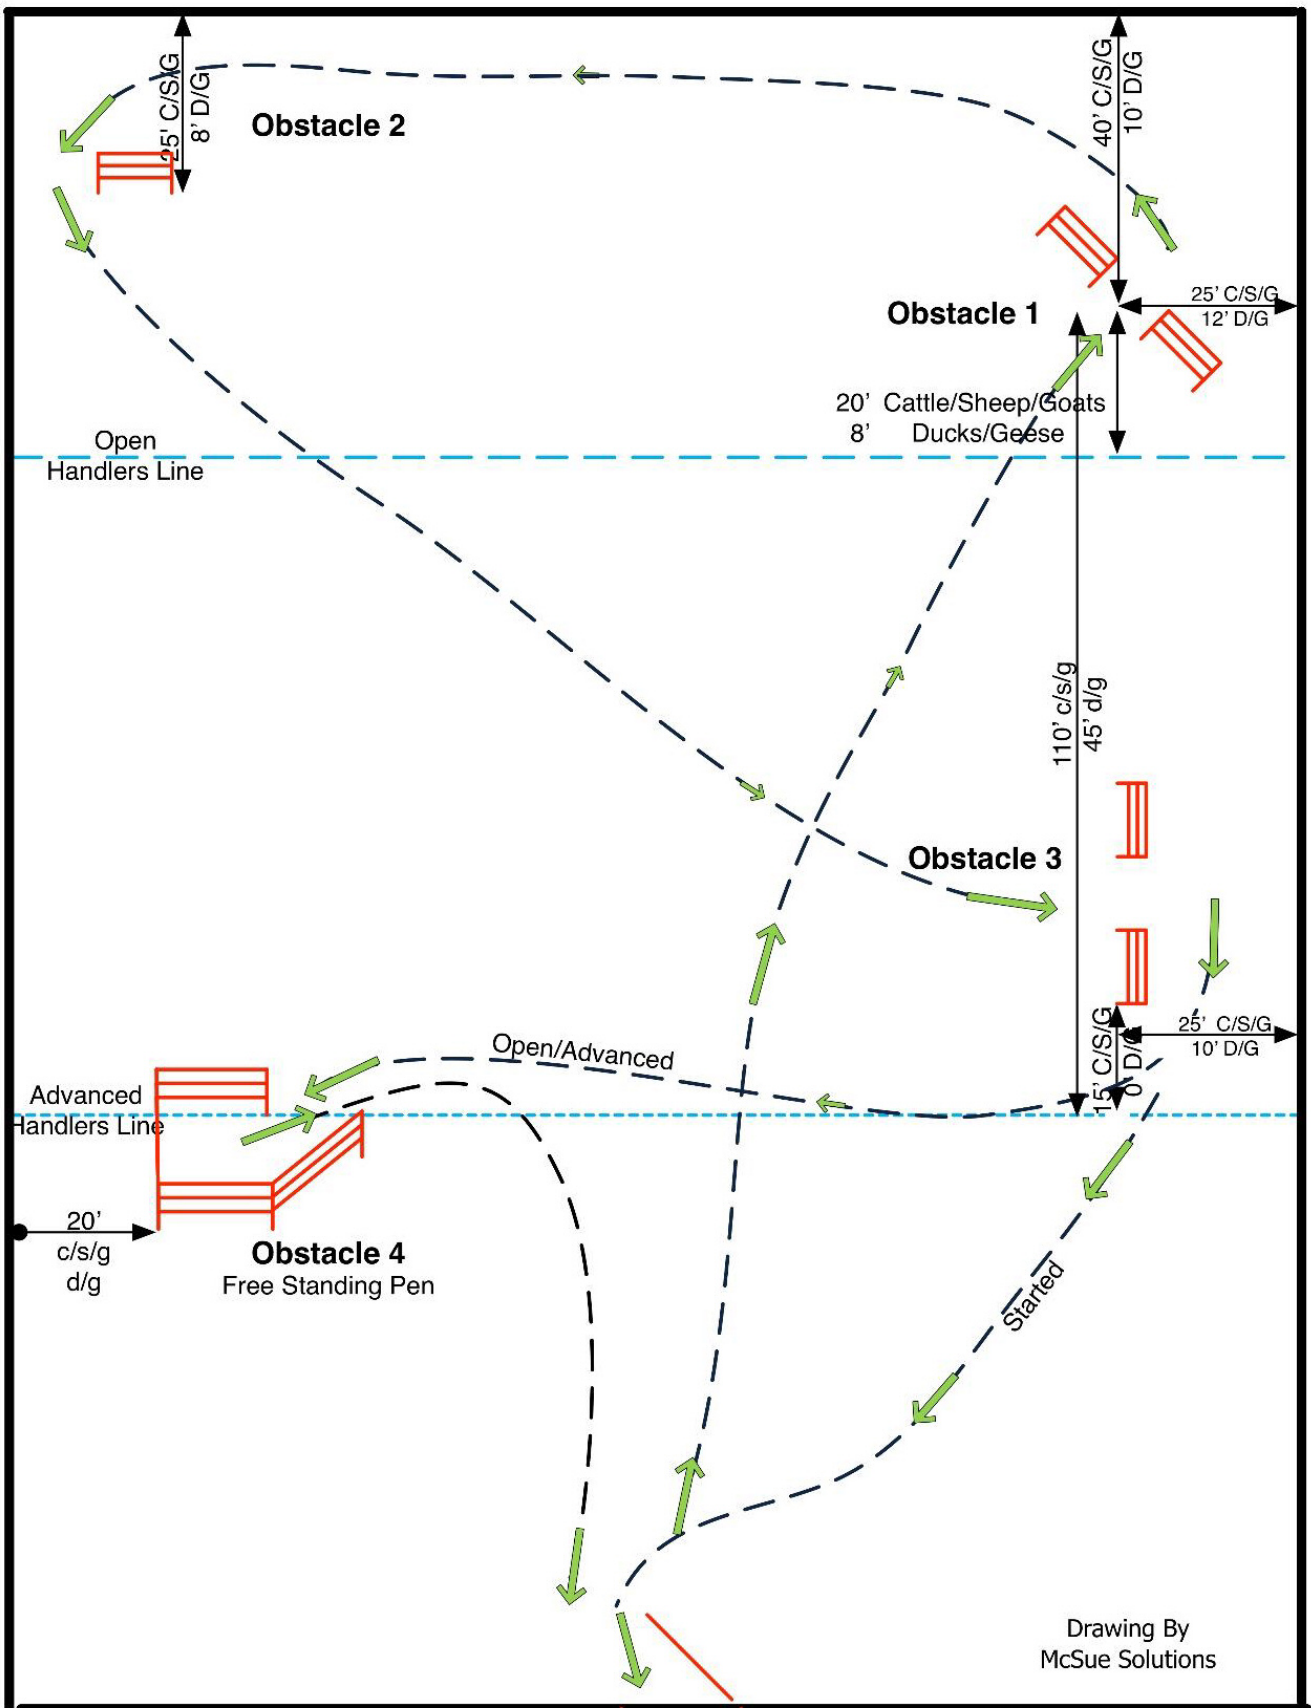 25' C/S/G
8' D/G
Obstacle 2
40' C/S/G
10' D/G
Obstacle 1
25' C/S/G
12' D/G
20' Cattle/Sheep/Goats
8' Ducks/Geese
Open
Handlers Line
110' c/s/g
45' d/g
Obstacle 3
15' C/S/G
0' D/G
25' C/S/G
10' D/G
Open/Advanced
Advanced
Handlers Line
20'
c/s/g
d/g
Obstacle 4
Free Standing Pen
Started
Drawing By
McSue Solutions